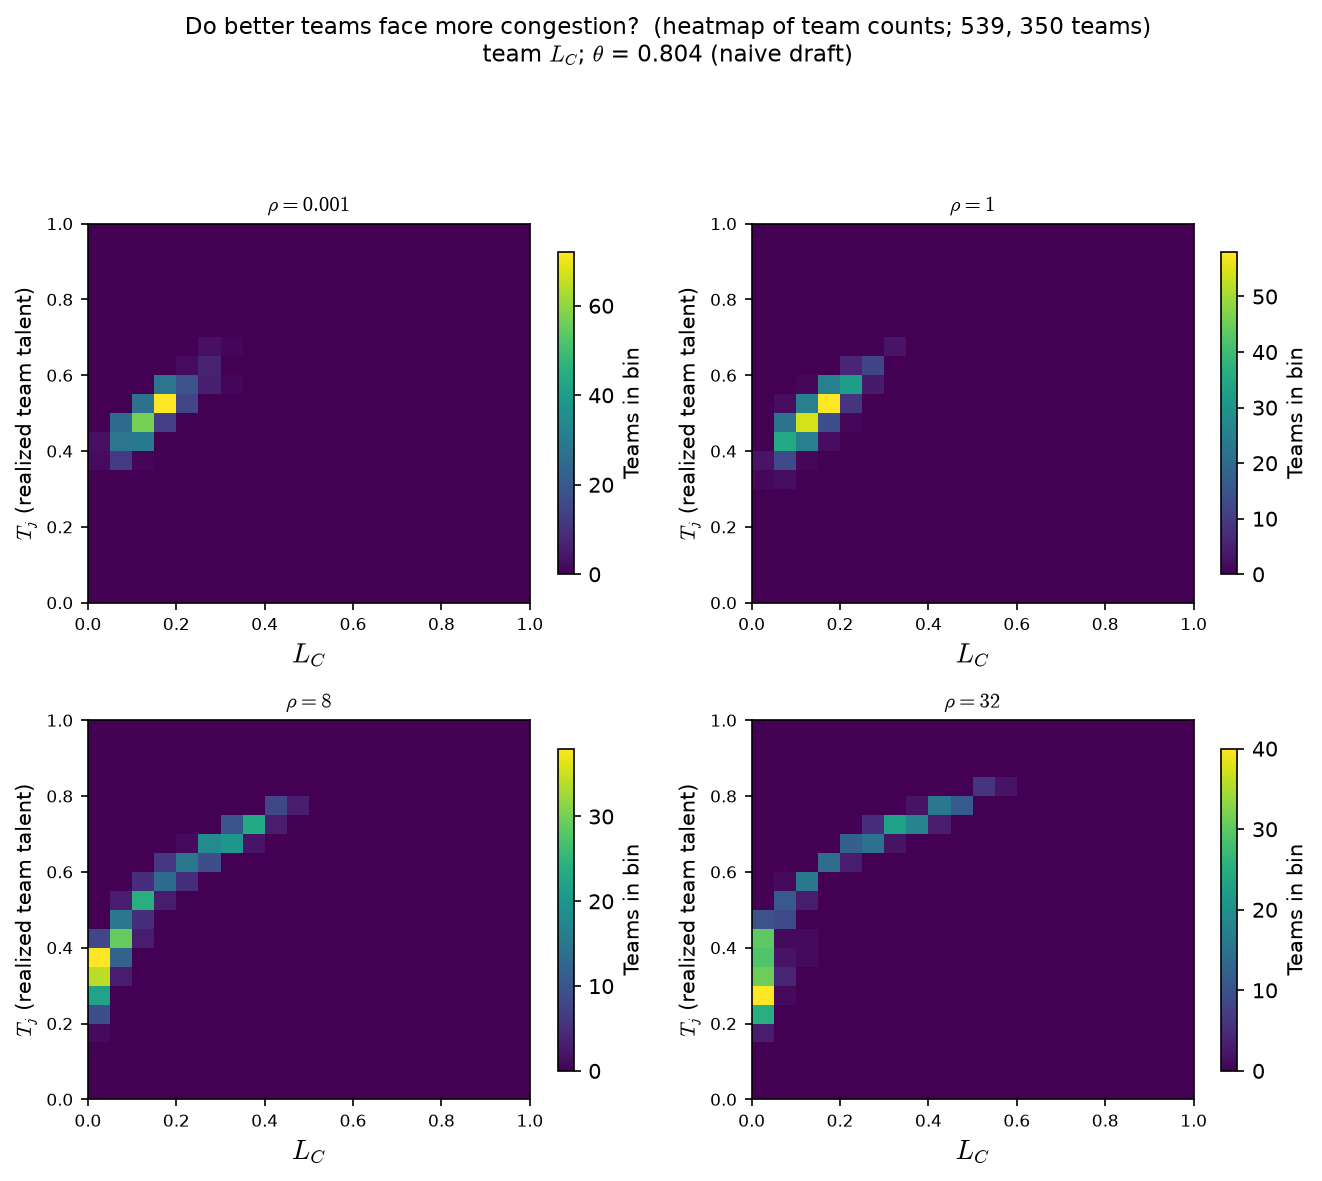 Do better teams face more congestion?  (heatmap of team counts; 539, 350 teams)
team L_C; θ = 0.804 (naive draft)
ρ = 0.001
1.0
0.8
0.6
0.4
0.2
0.0
T_j (realized team talent)
0.0 0.2 0.4 0.6 0.8 1.0
L_C
60
40
20
0
Teams in bin
ρ = 1
1.0
0.8
0.6
0.4
0.2
0.0
T_j (realized team talent)
0.0 0.2 0.4 0.6 0.8 1.0
L_C
50
40
30
20
10
0
Teams in bin
ρ = 8
1.0
0.8
0.6
0.4
0.2
0.0
T_j (realized team talent)
0.0 0.2 0.4 0.6 0.8 1.0
L_C
30
20
10
0
Teams in bin
ρ = 32
1.0
0.8
0.6
0.4
0.2
0.0
T_j (realized team talent)
0.0 0.2 0.4 0.6 0.8 1.0
L_C
40
30
20
10
0
Teams in bin